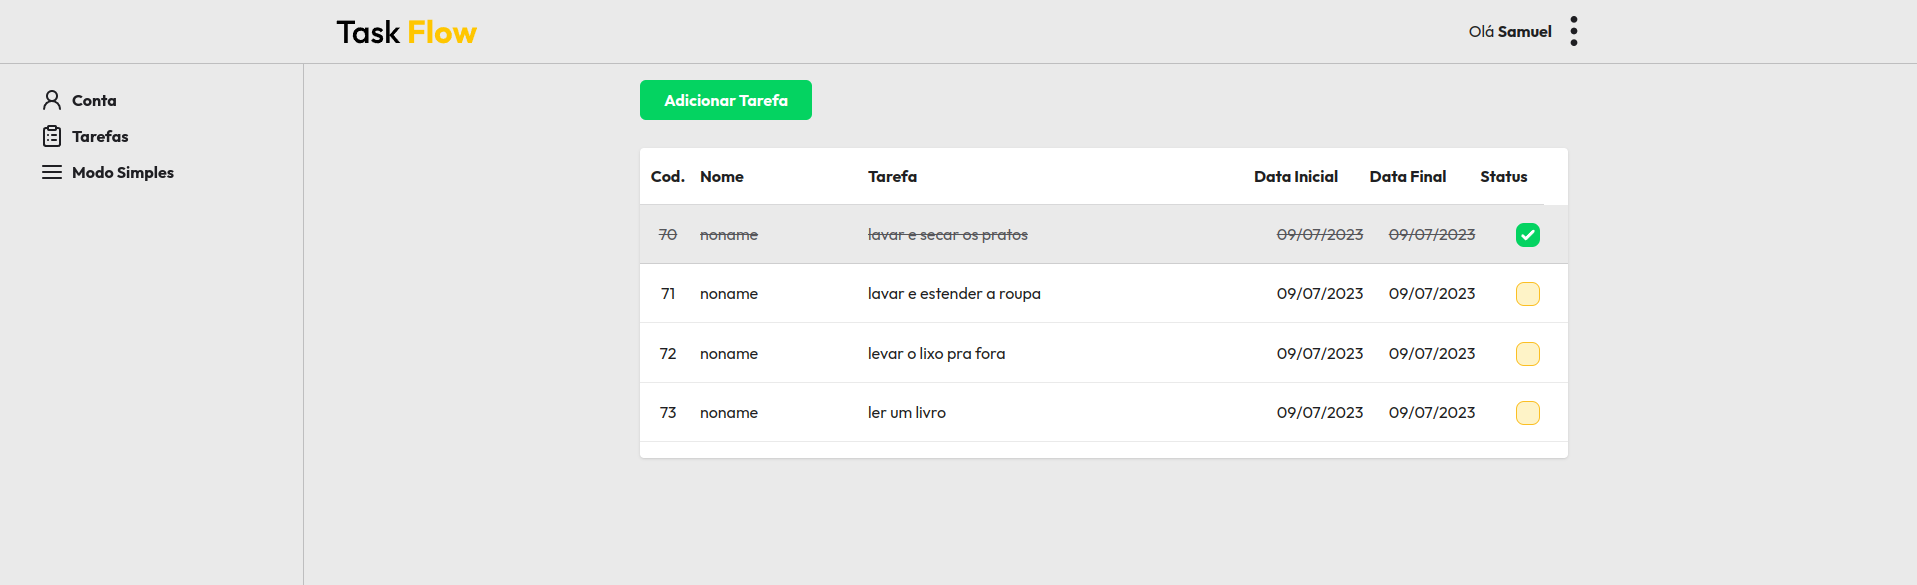 Task Flow
Olá Samuel
Conta
Tarefas
Modo Simples
Adicionar Tarefa
Cod. Nome Tarefa Data Inicial Data Final Status
70 noname lavar e secar os pratos 09/07/2023 09/07/2023
71 noname lavar e estender a roupa 09/07/2023 09/07/2023
72 noname levar o lixo pra fora 09/07/2023 09/07/2023
73 noname ler um livro 09/07/2023 09/07/2023